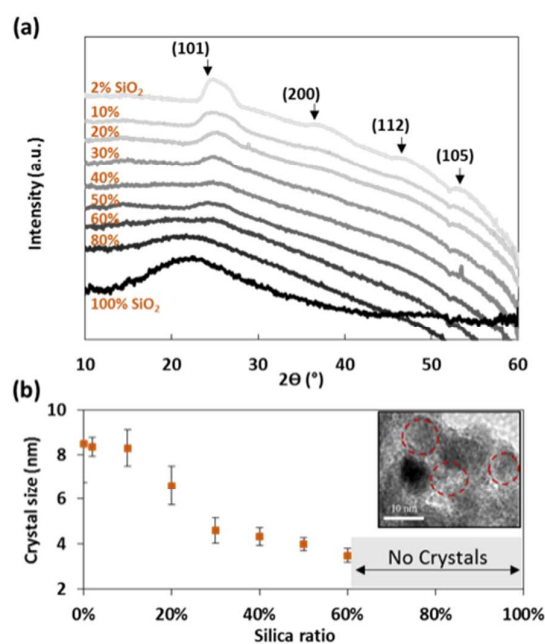 (a)
(101)
(200)
(112)
(105)
2% SiO₂
10%
20%
30%
40%
50%
60%
80%
100% SiO₂
Intensity (a.u.)
10 20 30 40 50 60
2Θ (°)
(b)
10
8
6
4
2
Crystal size (nm)
10 nm
No Crystals
0% 20% 40% 60% 80% 100%
Silica ratio